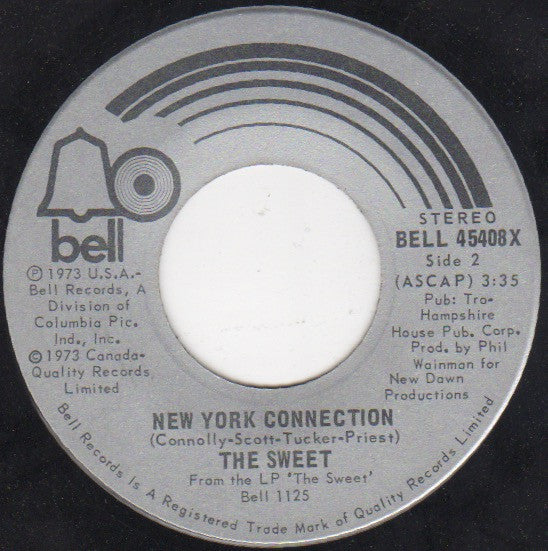 bell
℗ 1973 U.S.A.-
Bell Records, A
Division of
Columbia Pic.
Ind., Inc.
© 1973 Canada-
Quality Records
Limited
STEREO
BELL 45408X
Side 2
(ASCAP) 3:35
Pub: Tro-
Hampshire
House Pub. Corp.
Prod. by Phil
Wainman for
New Dawn
Productions
NEW YORK CONNECTION
(Connolly-Scott-Tucker-Priest)
THE SWEET
From the LP 'The Sweet'
Bell 1125
Bell Records Is A Registered Trade Mark of Quality Records Limited